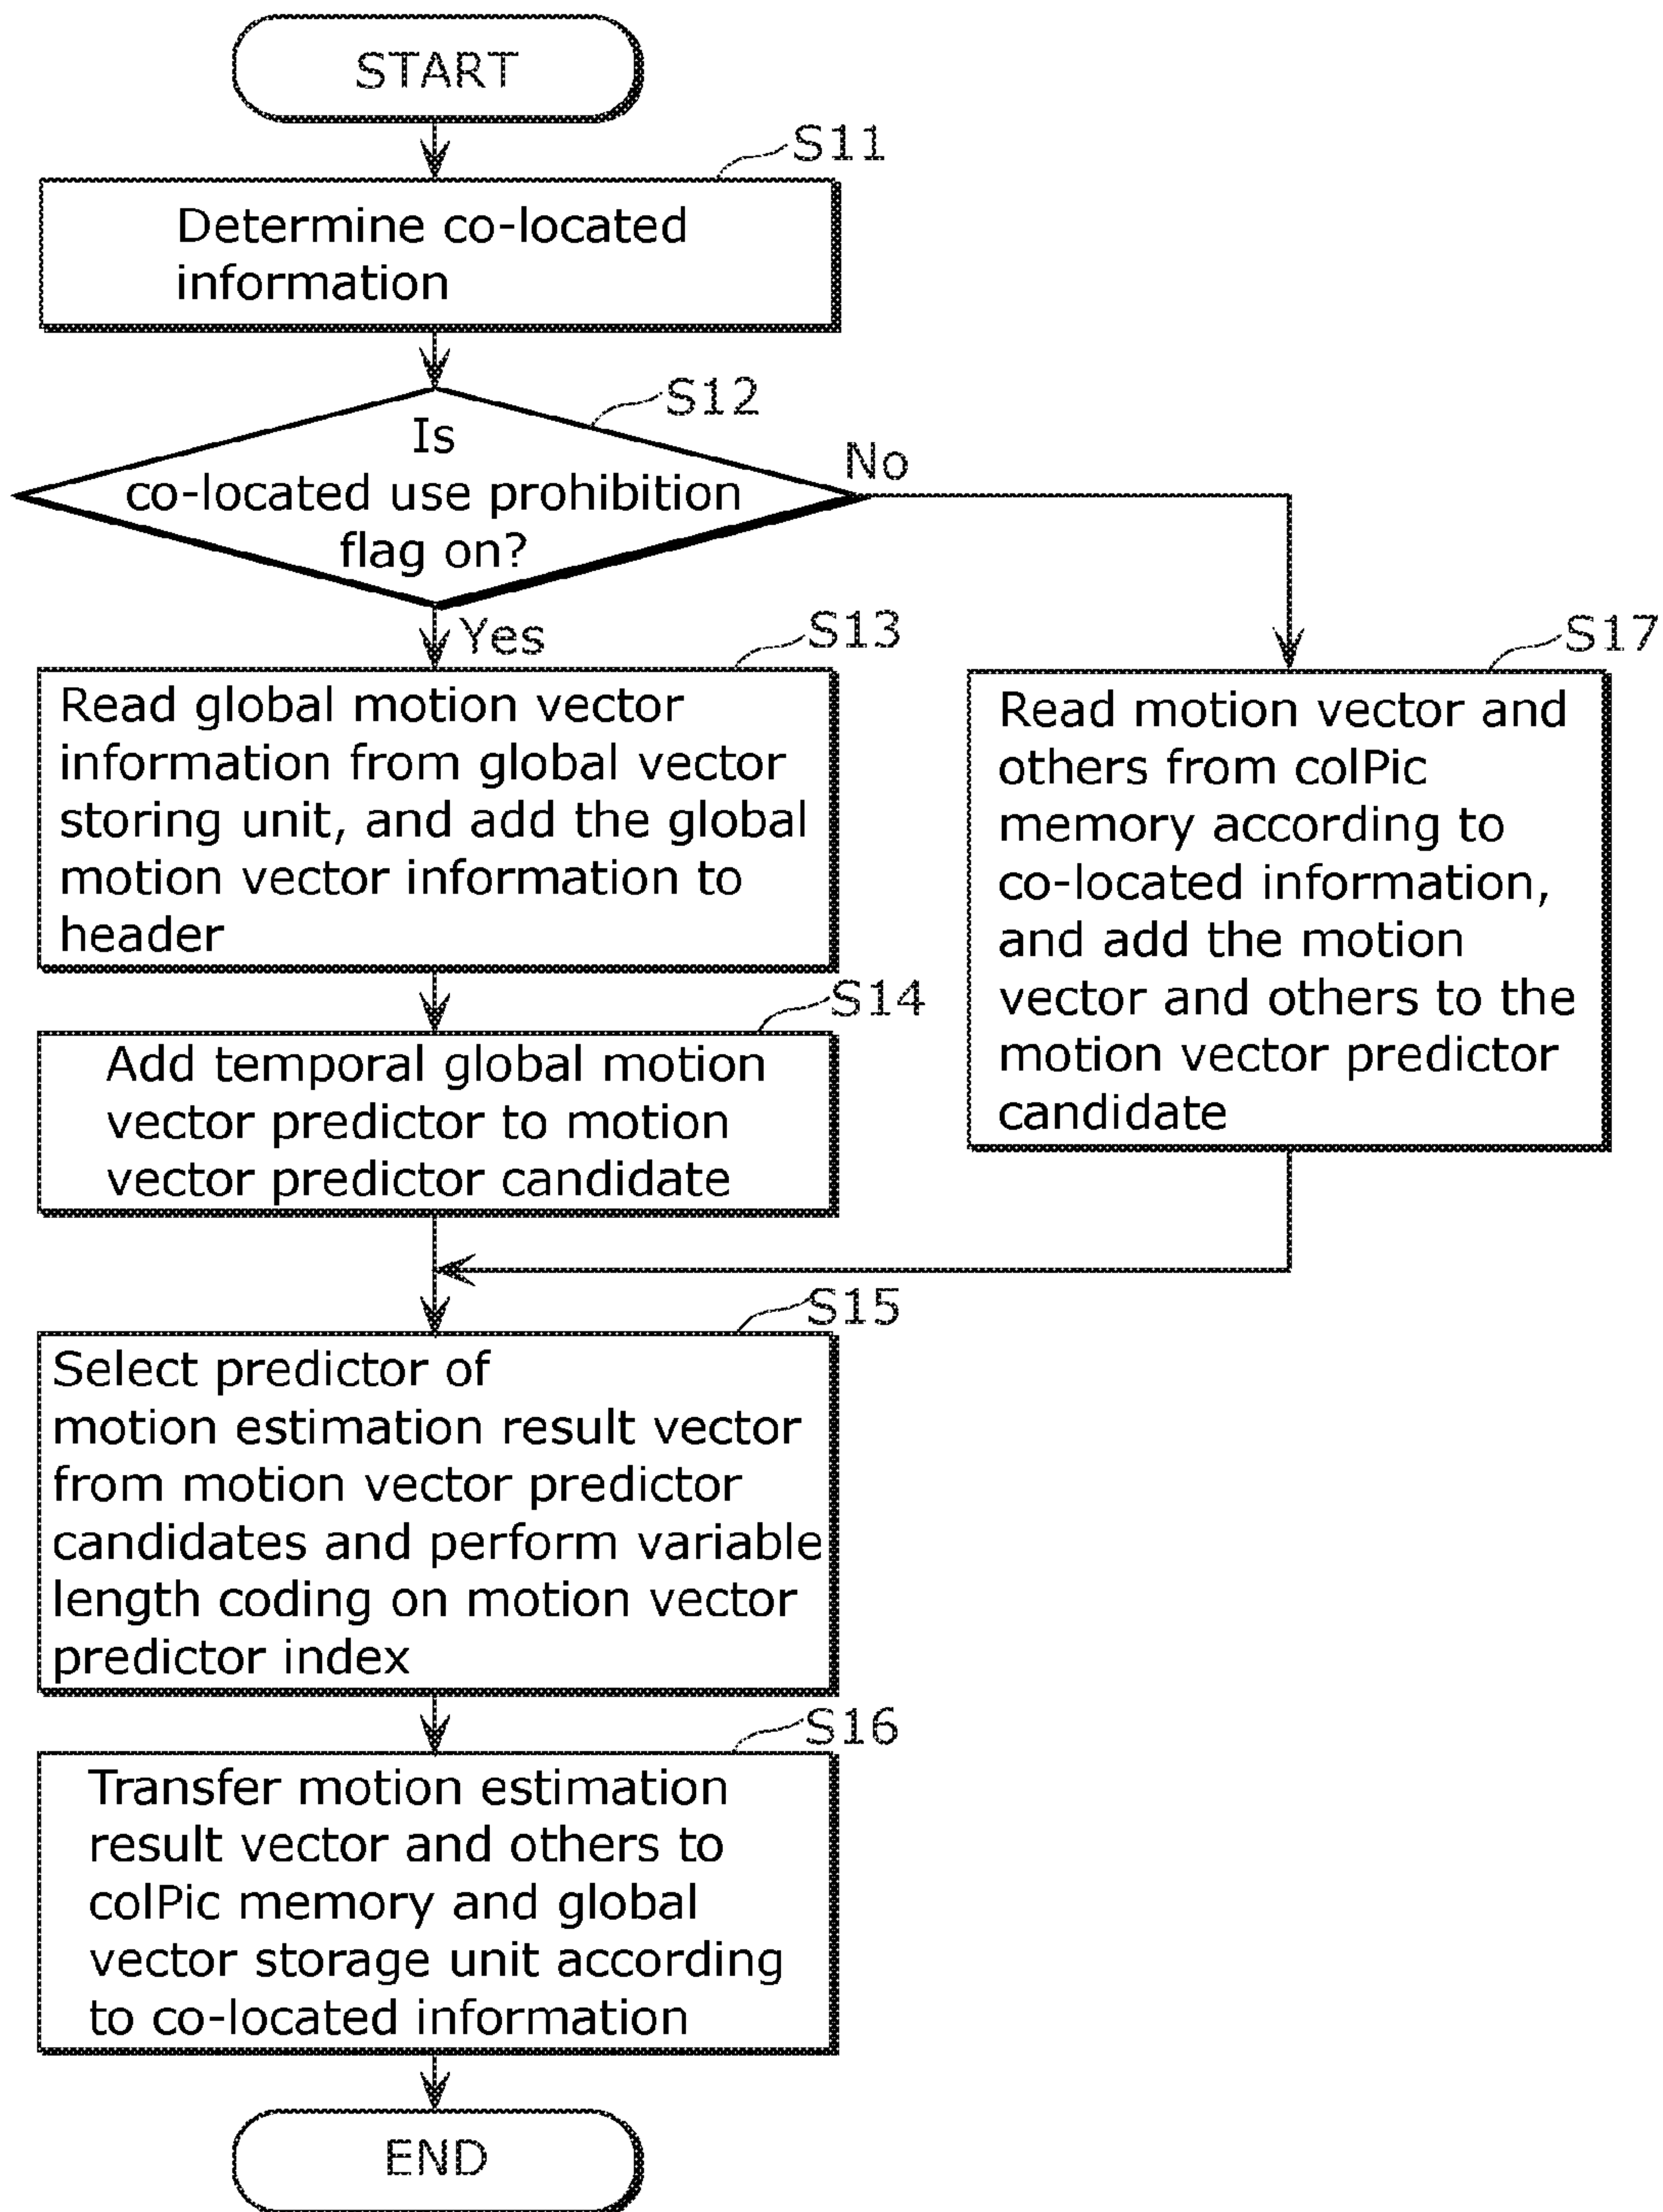 START
S11
Determine co-located
information
S12
Is
co-located use prohibition
flag on?
No
Yes
S13
Read global motion vector
information from global vector
storing unit, and add the global
motion vector information to
header
S17
Read motion vector and
others from colPic
memory according to
co-located information,
and add the motion
vector and others to the
motion vector predictor
candidate
S14
Add temporal global motion
vector predictor to motion
vector predictor candidate
S15
Select predictor of
motion estimation result vector
from motion vector predictor
candidates and perform variable
length coding on motion vector
predictor index
S16
Transfer motion estimation
result vector and others to
colPic memory and global
vector storage unit according
to co-located information
END